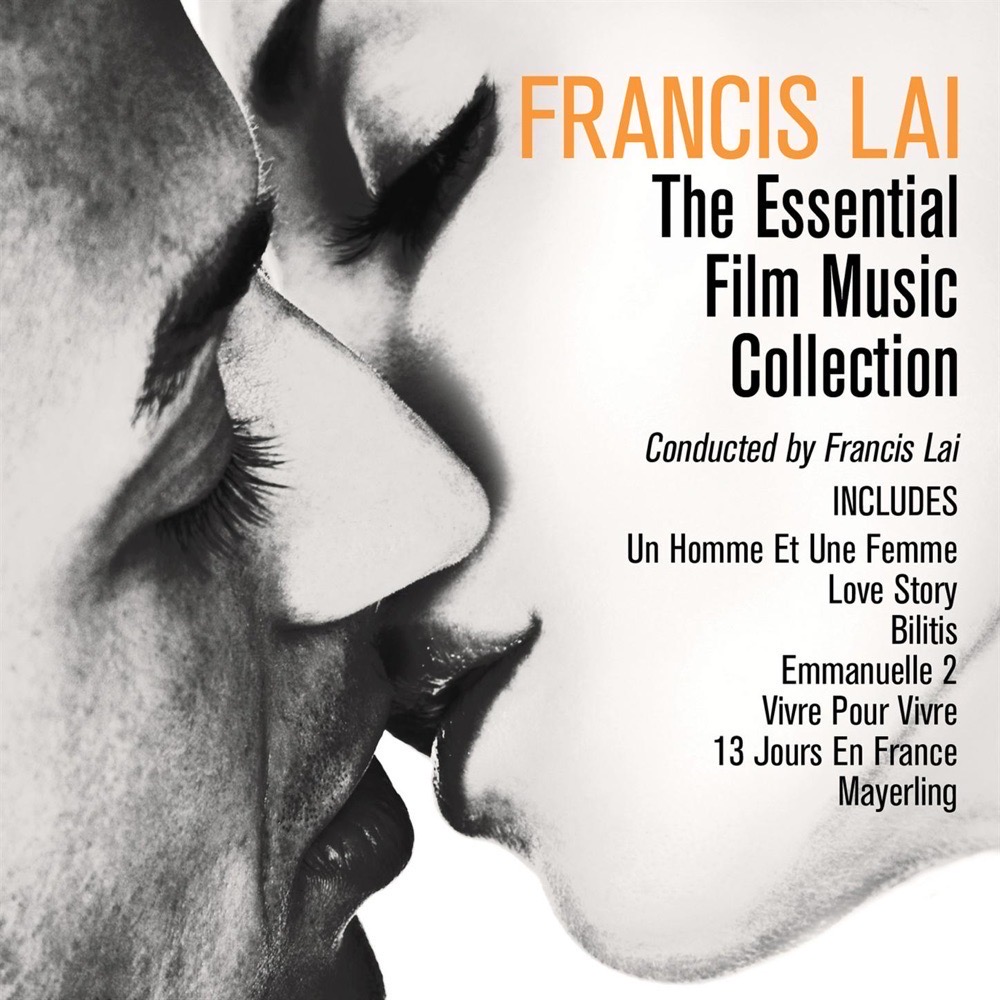 FRANCIS LAI
The Essential
Film Music
Collection
Conducted by Francis Lai
INCLUDES
Un Homme Et Une Femme
Love Story
Bilitis
Emmanuelle 2
Vivre Pour Vivre
13 Jours En France
Mayerling